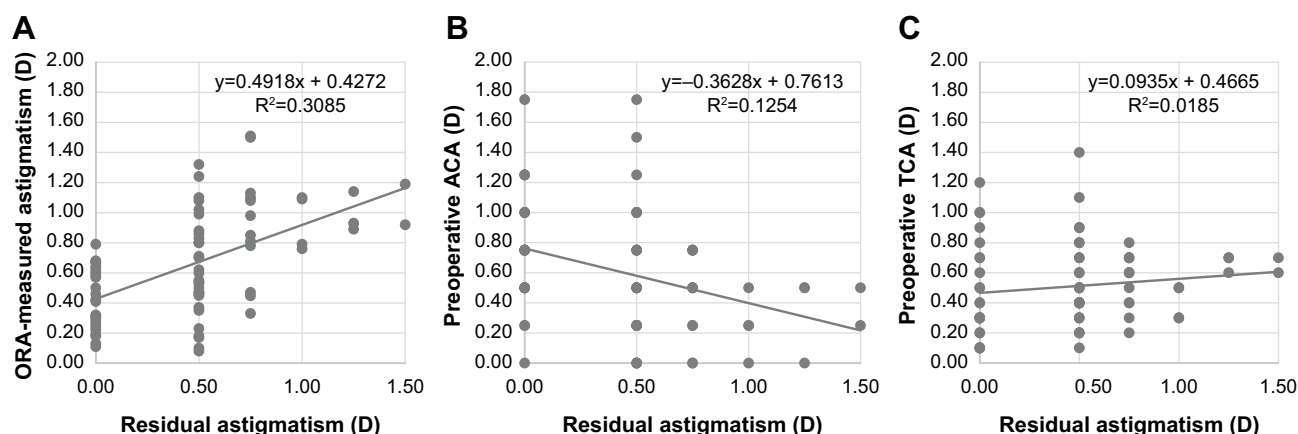 A
ORA-measured astigmatism (D)
2.00
1.80
1.60
1.40
1.20
1.00
0.80
0.60
0.40
0.20
0.00
y=0.4918x + 0.4272
R²=0.3085
0.00 0.50 1.00 1.50
Residual astigmatism (D)
B
Preoperative ACA (D)
2.00
1.80
1.60
1.40
1.20
1.00
0.80
0.60
0.40
0.20
0.00
y=–0.3628x + 0.7613
R²=0.1254
0.00 0.50 1.00 1.50
Residual astigmatism (D)
C
Preoperative TCA (D)
2.00
1.80
1.60
1.40
1.20
1.00
0.80
0.60
0.40
0.20
0.00
y=0.0935x + 0.4665
R²=0.0185
0.00 0.50 1.00 1.50
Residual astigmatism (D)